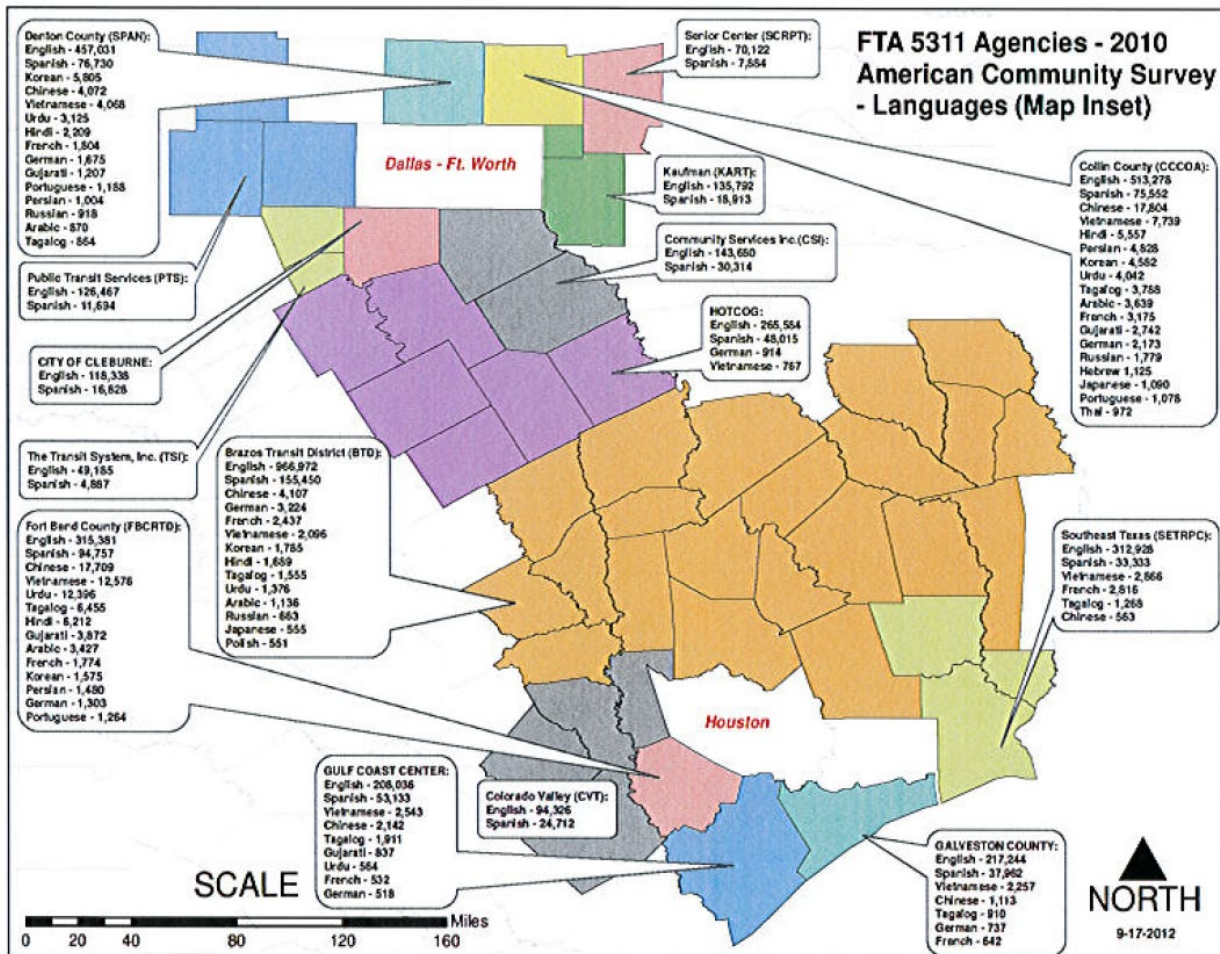 FTA 5311 Agencies - 2010
American Community Survey
- Languages (Map Inset)
Denton County (SPAN):
English - 457,031
Spanish - 76,730
Korean - 5,805
Chinese - 4,072
Vietnamese - 4,068
Urdu - 3,125
Hindi - 2,209
French - 1,804
German - 1,675
Gujarati - 1,207
Portuguese - 1,188
Persian - 1,004
Russian - 918
Arabic - 870
Tagalog - 864
Senior Center (SCRPT):
English - 70,122
Spanish - 7,884
Dallas - Ft. Worth
Kaufman (KART):
English - 135,792
Spanish - 18,913
Collin County (CCCOA):
English - 513,278
Spanish - 75,552
Chinese - 17,804
Vietnamese - 7,739
Hindi - 5,557
Persian - 4,828
Korean - 4,582
Urdu - 4,042
Tagalog - 3,788
Arabic - 3,639
French - 3,175
Gujarati - 2,742
German - 2,173
Russian - 1,779
Hebrew 1,125
Japanese - 1,090
Portuguese - 1,078
Thai - 972
Community Services Inc.(CSI):
English - 143,650
Spanish - 30,314
Public Transit Services (PTS):
English - 126,467
Spanish - 11,694
HOTCOG:
English - 265,584
Spanish - 48,015
German - 914
Vietnamese - 767
CITY OF CLEBURNE:
English - 118,338
Spanish - 16,628
The Transit System, Inc. (TSI):
English - 49,185
Spanish - 4,887
Brazos Transit District (BTD):
English - 966,972
Spanish - 155,450
Chinese - 4,107
German - 3,224
French - 2,437
Vietnamese - 2,096
Korean - 1,785
Hindi - 1,689
Tagalog - 1,555
Urdu - 1,376
Arabic - 1,136
Russian - 663
Japanese - 555
Polish - 551
Fort Bend County (FBCRTD):
English - 315,381
Spanish - 94,757
Chinese - 17,709
Vietnamese - 12,576
Urdu - 12,396
Tagalog - 6,455
Hindi - 6,212
Gujarati - 3,872
Arabic - 3,427
French - 1,774
Korean - 1,575
Persian - 1,480
German - 1,303
Portuguese - 1,264
Southeast Texas (SETRPC):
English - 312,928
Spanish - 33,333
Vietnamese - 2,866
French - 2,816
Tagalog - 1,268
Chinese - 563
Houston
GULF COAST CENTER:
English - 208,036
Spanish - 53,133
Vietnamese - 2,543
Chinese - 2,142
Tagalog - 1,911
Gujarati - 837
Urdu - 564
French - 532
German - 518
Colorado Valley (CVT):
English - 94,326
Spanish - 24,712
GALVESTON COUNTY:
English - 217,244
Spanish - 37,962
Vietnamese - 2,257
Chinese - 1,113
Tagalog - 910
German - 737
French - 642
SCALE
Miles
0 20 40 80 120 160
NORTH
9-17-2012